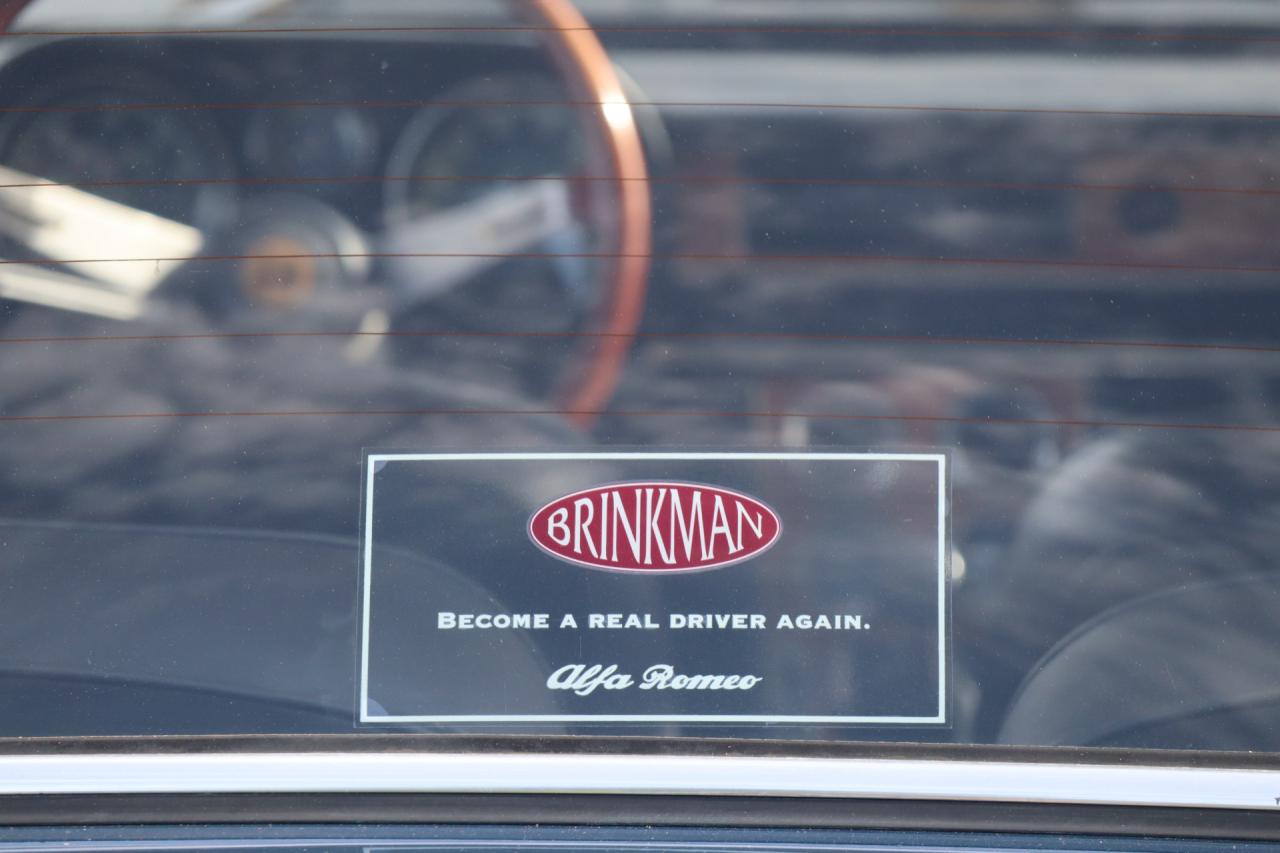 BRINKMAN
BECOME A REAL DRIVER AGAIN.
Alfa Romeo